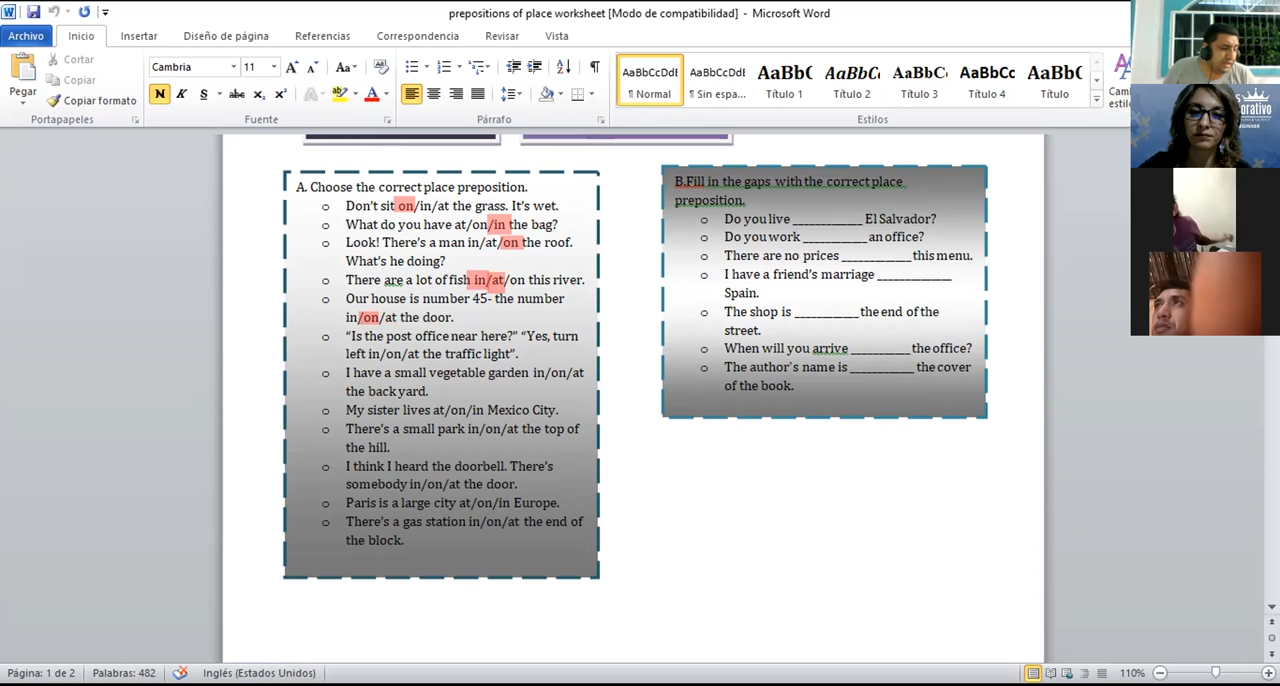 prepositions of place worksheet [Modo de compatibilidad] - Microsoft Word
Archivo Inicio Insertar Diseño de página Referencias Correspondencia Revisar Vista
Pegar
Cortar
Copiar
Copiar formato
Portapapeles
Cambria 11
N K S abc x₂ x²
Fuente
Párrafo
AaBbCcDdE AaBbCcDdE AaBbC AaBbCc AaBbCc AaBbCc AaBbC
¶ Normal ¶ Sin espa... Título 1 Título 2 Título 3 Título 4 Título
Estilos
orativo
A. Choose the correct place preposition.
o Don't sit on/in/at the grass. It's wet.
o What do you have at/on/in the bag?
o Look! There's a man in/at/on the roof.
What's he doing?
o There are a lot of fish in/at/on this river.
o Our house is number 45- the number
in/on/at the door.
o "Is the post office near here?" "Yes, turn
left in/on/at the traffic light".
o I have a small vegetable garden in/on/at
the back yard.
o My sister lives at/on/in Mexico City.
o There's a small park in/on/at the top of
the hill.
o I think I heard the doorbell. There's
somebody in/on/at the door.
o Paris is a large city at/on/in Europe.
o There's a gas station in/on/at the end of
the block.
B.Fill in the gaps with the correct place
preposition.
o Do you live ____________ El Salvador?
o Do you work ___________ an office?
o There are no prices ____________ this menu.
o I have a friend's marriage _____________
Spain.
o The shop is ___________ the end of the
street.
o When will you arrive __________ the office?
o The author's name is ___________ the cover
of the book.
Página: 1 de 2 Palabras: 482 Inglés (Estados Unidos) 110%